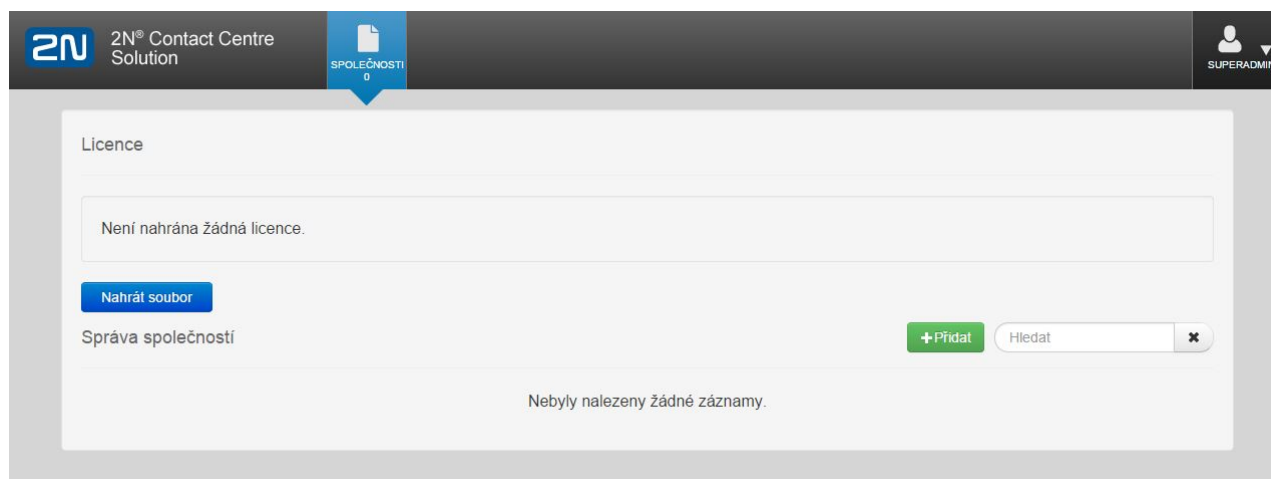 2N
2N® Contact Centre
Solution
SPOLEČNOSTI
0
SUPERADMIN
Licence
Není nahrána žádná licence.
Nahrát soubor
Správa společností
+Přidat
Hledat
Nebyly nalezeny žádné záznamy.